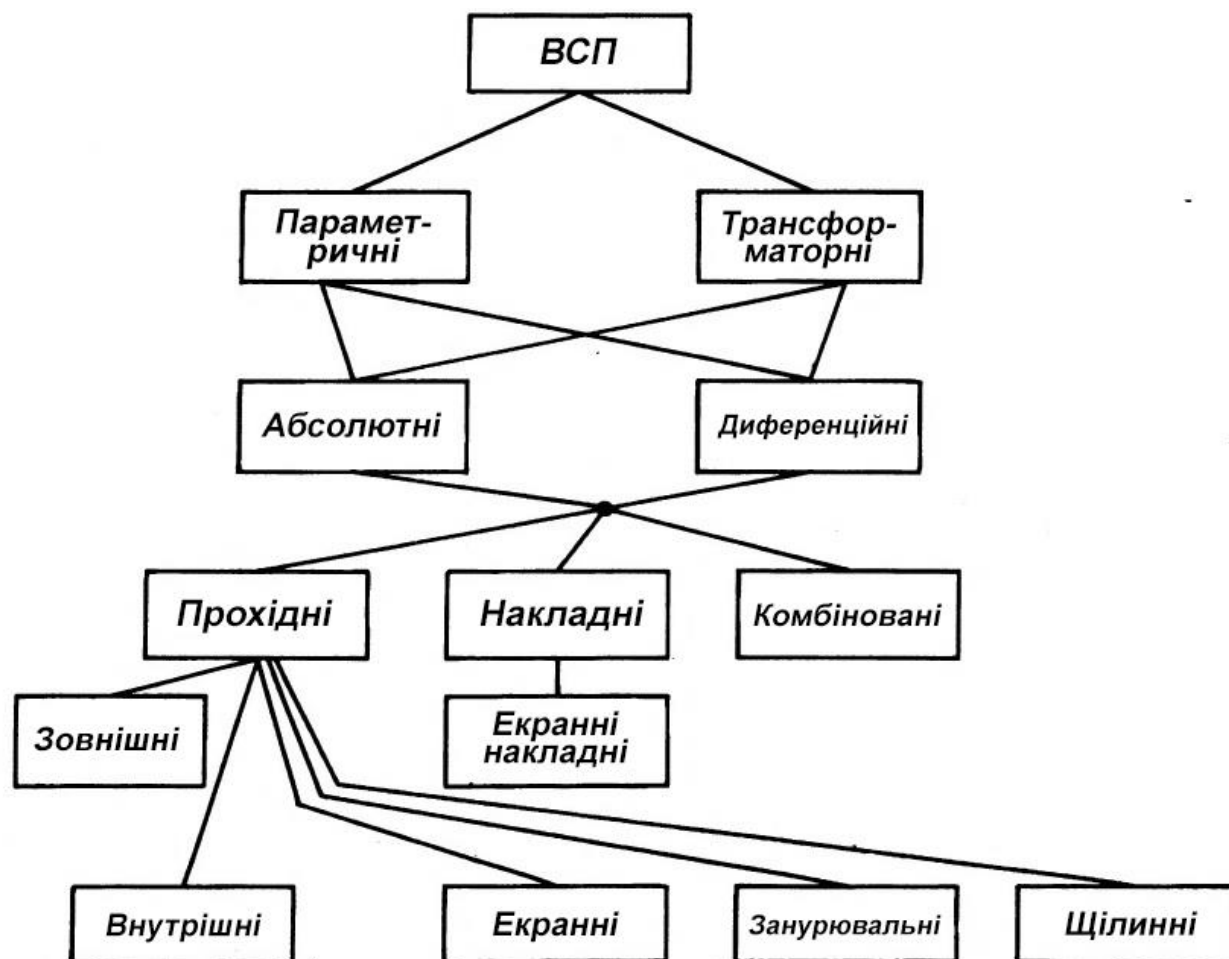 ВСП
Парамет-
ричні
Трансфор-
маторні
Абсолютні
Диференційні
Прохідні
Накладні
Комбіновані
Зовнішні
Екранні
накладні
Внутрішні
Екранні
Занурювальні
Щілинні